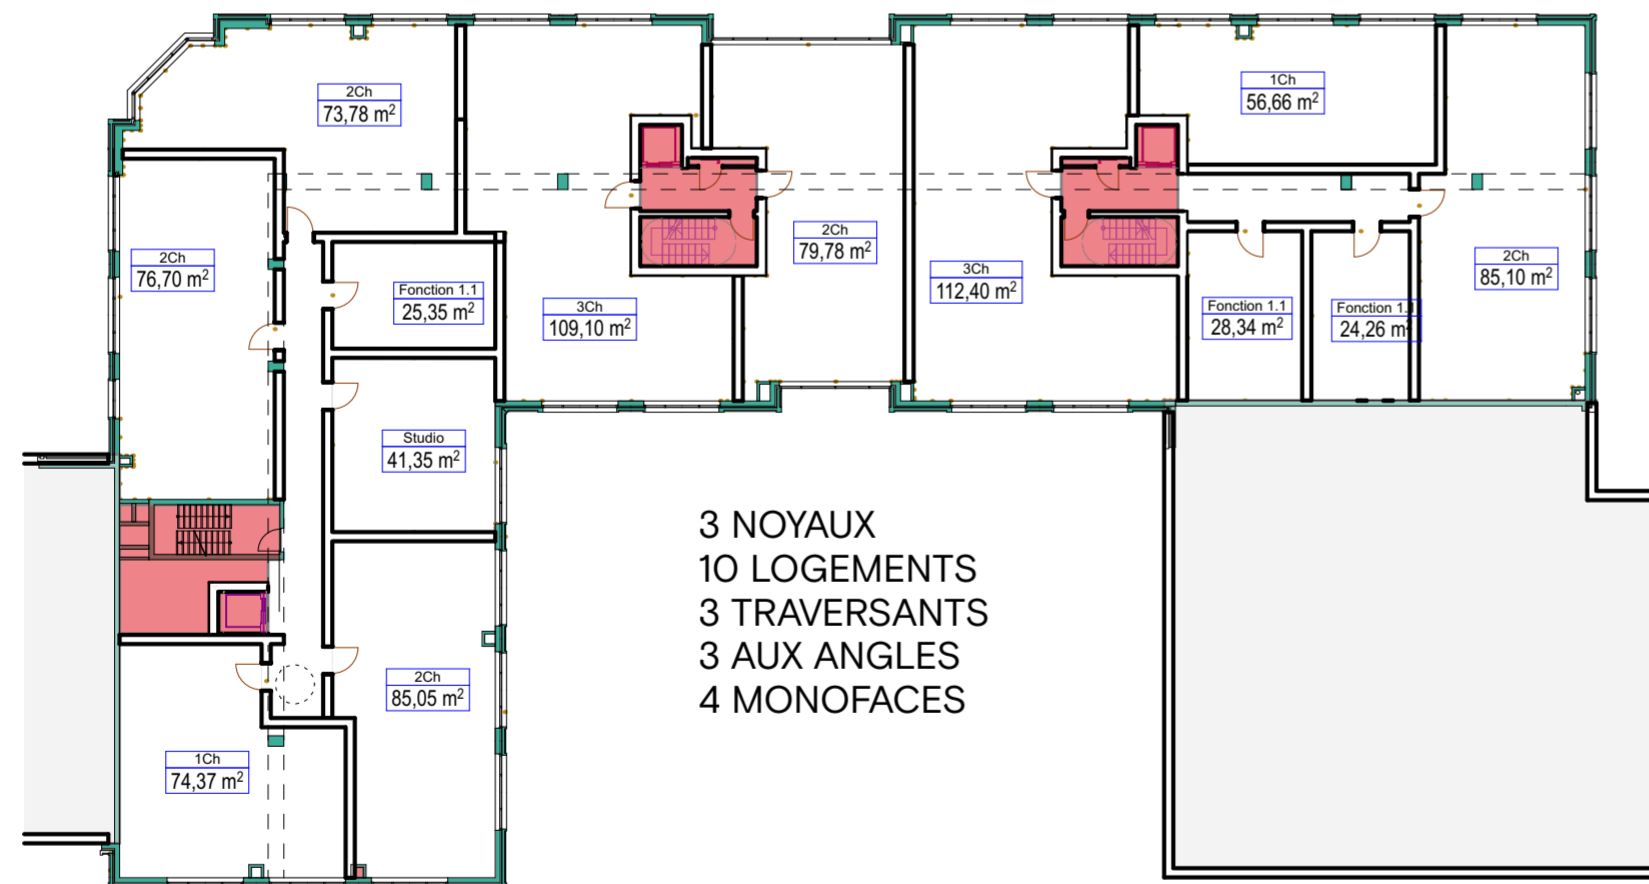 2Ch
73,78 m²
1Ch
56,66 m²
2Ch
76,70 m²
2Ch
79,78 m²
3Ch
112,40 m²
2Ch
85,10 m²
Fonction 1.1
25,35 m²
3Ch
109,10 m²
Fonction 1.1
28,34 m²
Fonction 1.1
24,26 m²
Studio
41,35 m²
3 NOYAUX
10 LOGEMENTS
3 TRAVERSANTS
3 AUX ANGLES
4 MONOFACES
2Ch
85,05 m²
1Ch
74,37 m²